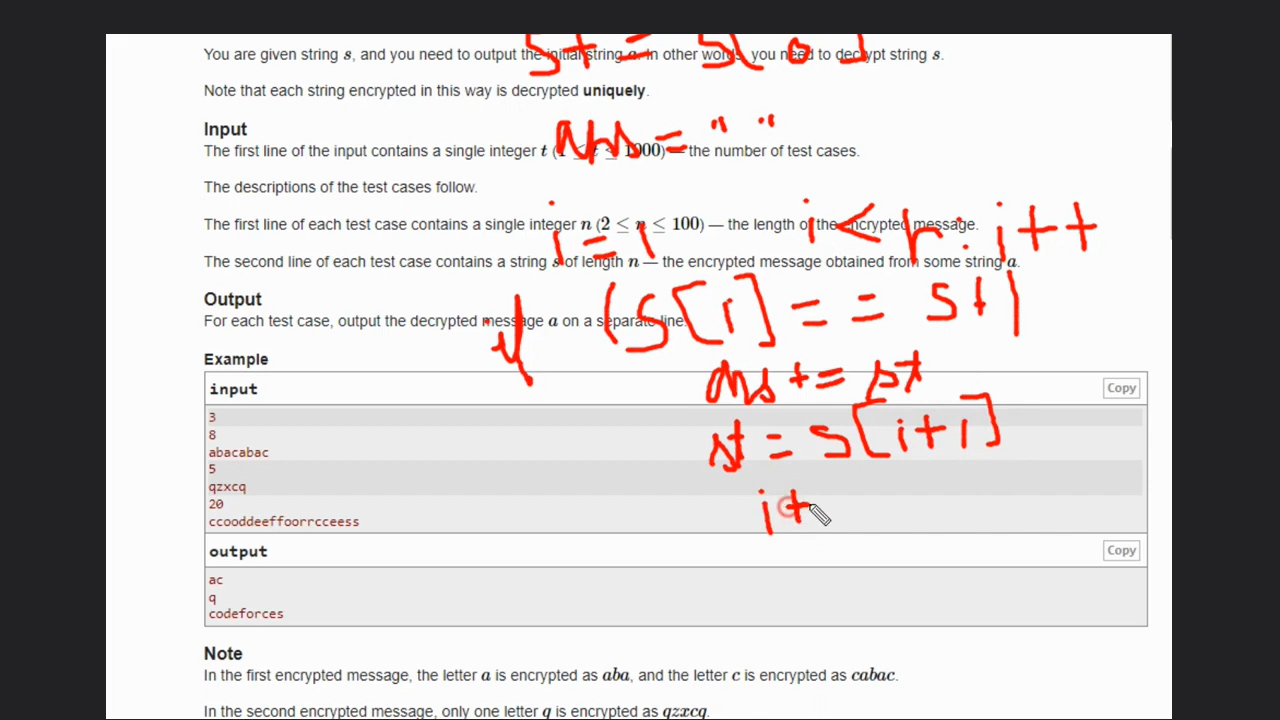 st = s[0]
You are given string s, and you need to output the initial string a. In other words, you need to decrypt string s.
Note that each string encrypted in this way is decrypted uniquely.
ans = " "
Input
The first line of the input contains a single integer t (1 ≤ t ≤ 1000) — the number of test cases.
The descriptions of the test cases follow.
The first line of each test case contains a single integer n (2 ≤ n ≤ 100) — the length of the encrypted message.
i = 1 i < n; i++
The second line of each test case contains a string s of length n — the encrypted message obtained from some string a.
Output
if (s[i] == st)
For each test case, output the decrypted message a on a separate line.
Example
ans += st
input Copy
3
8
st = s[i+1]
abacabac
5
qzxcq
i+
20
ccooddeeffoorrcceess
output Copy
ac
q
codeforces
Note
In the first encrypted message, the letter a is encrypted as aba, and the letter c is encrypted as cabac.
In the second encrypted message, only one letter q is encrypted as qzxcq.